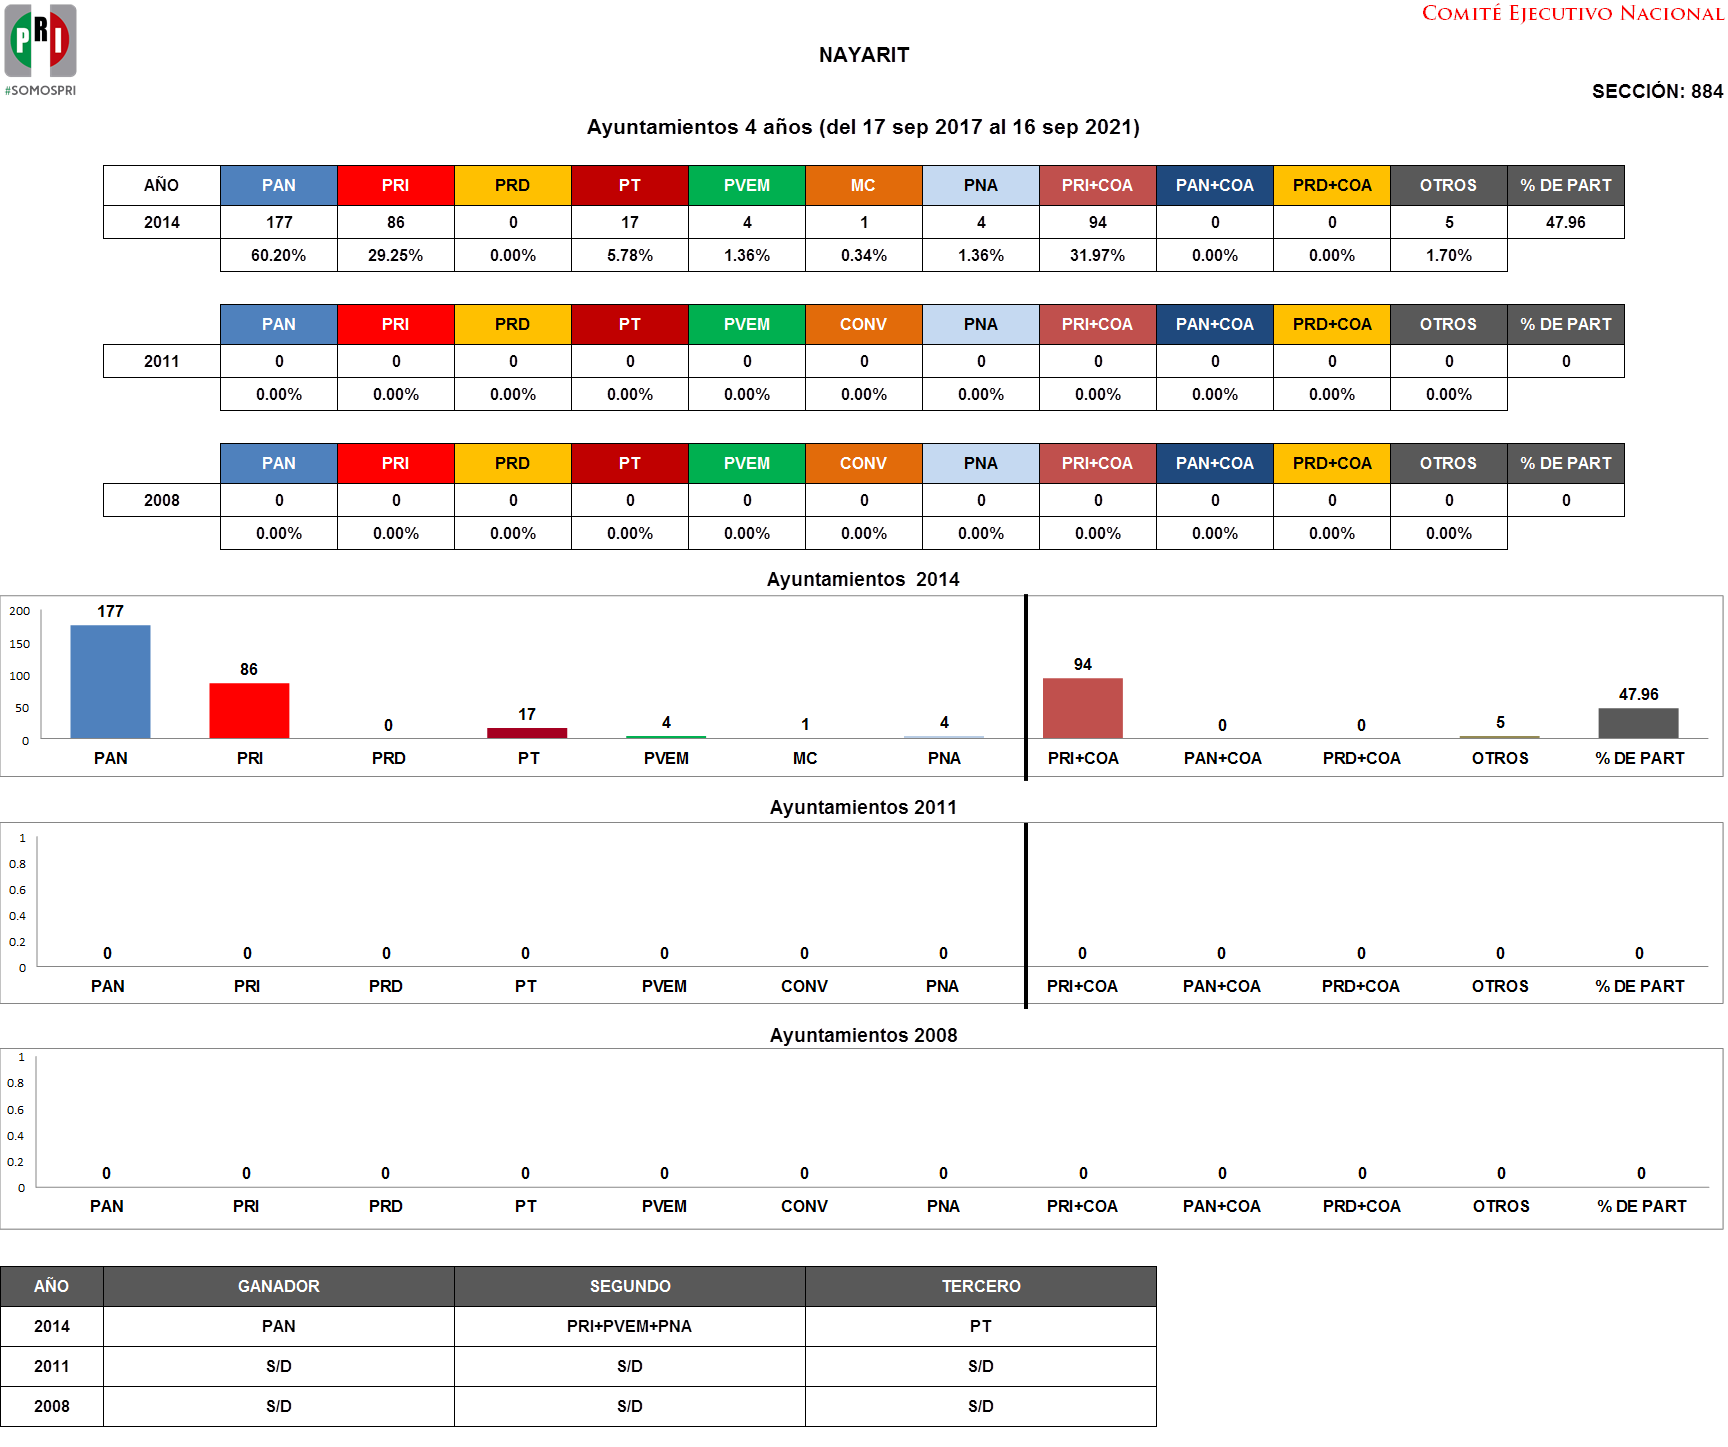 COMITÉ EJECUTIVO NACIONAL
PRI
#SOMOSPRI
NAYARIT
SECCIÓN: 884
Ayuntamientos 4 años (del 17 sep 2017 al 16 sep 2021)
AÑO PAN PRI PRD PT PVEM MC PNA PRI+COA PAN+COA PRD+COA OTROS % DE PART
2014 177 86 0 17 4 1 4 94 0 0 5 47.96
60.20% 29.25% 0.00% 5.78% 1.36% 0.34% 1.36% 31.97% 0.00% 0.00% 1.70%
PAN PRI PRD PT PVEM CONV PNA PRI+COA PAN+COA PRD+COA OTROS % DE PART
2011 0 0 0 0 0 0 0 0 0 0 0 0
0.00% 0.00% 0.00% 0.00% 0.00% 0.00% 0.00% 0.00% 0.00% 0.00% 0.00%
PAN PRI PRD PT PVEM CONV PNA PRI+COA PAN+COA PRD+COA OTROS % DE PART
2008 0 0 0 0 0 0 0 0 0 0 0 0
0.00% 0.00% 0.00% 0.00% 0.00% 0.00% 0.00% 0.00% 0.00% 0.00% 0.00%
Ayuntamientos 2014
200
150
100
50
0
177 86 0 17 4 1 4 94 0 0 5 47.96
PAN PRI PRD PT PVEM MC PNA PRI+COA PAN+COA PRD+COA OTROS % DE PART
Ayuntamientos 2011
1
0.8
0.6
0.4
0.2
0
0 0 0 0 0 0 0 0 0 0 0 0
PAN PRI PRD PT PVEM CONV PNA PRI+COA PAN+COA PRD+COA OTROS % DE PART
Ayuntamientos 2008
1
0.8
0.6
0.4
0.2
0
0 0 0 0 0 0 0 0 0 0 0 0
PAN PRI PRD PT PVEM CONV PNA PRI+COA PAN+COA PRD+COA OTROS % DE PART
AÑO GANADOR SEGUNDO TERCERO
2014 PAN PRI+PVEM+PNA PT
2011 S/D S/D S/D
2008 S/D S/D S/D